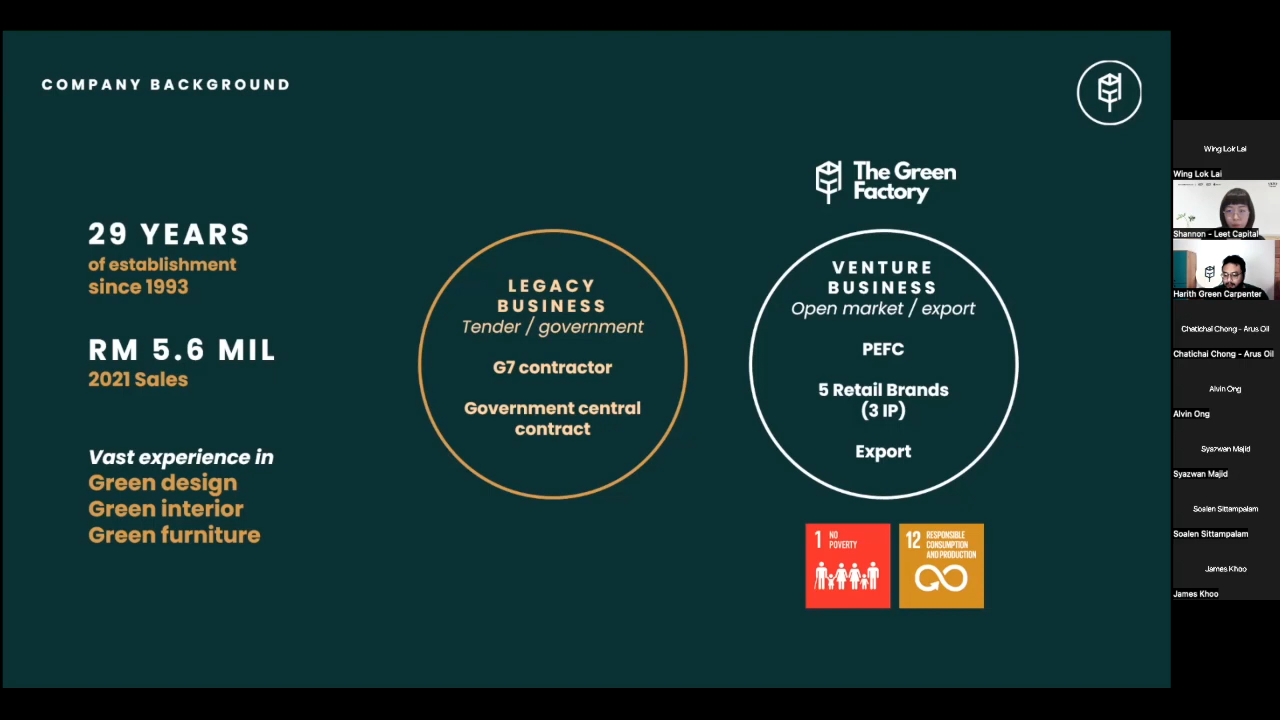 COMPANY BACKGROUND
The Green
Factory
29 YEARS
of establishment
since 1993
RM 5.6 MIL
2021 Sales
Vast experience in
Green design
Green interior
Green furniture
LEGACY
BUSINESS
Tender / government
G7 contractor
Government central
contract
VENTURE
BUSINESS
Open market / export
PEFC
5 Retail Brands
(3 IP)
Export
1 NO
POVERTY
12 RESPONSIBLE
CONSUMPTION
AND PRODUCTION
Wing Lok Lai
Wing Lok Lai
Shannon - Leet Capital
Harith Green Carpenter
Chatichai Chong - Arus Oil
Chatichai Chong - Arus Oil
Alvin Ong
Alvin Ong
Syazwan Majid
Syazwan Majid
Soalen Sittampalam
Soalen Sittampalam
James Khoo
James Khoo